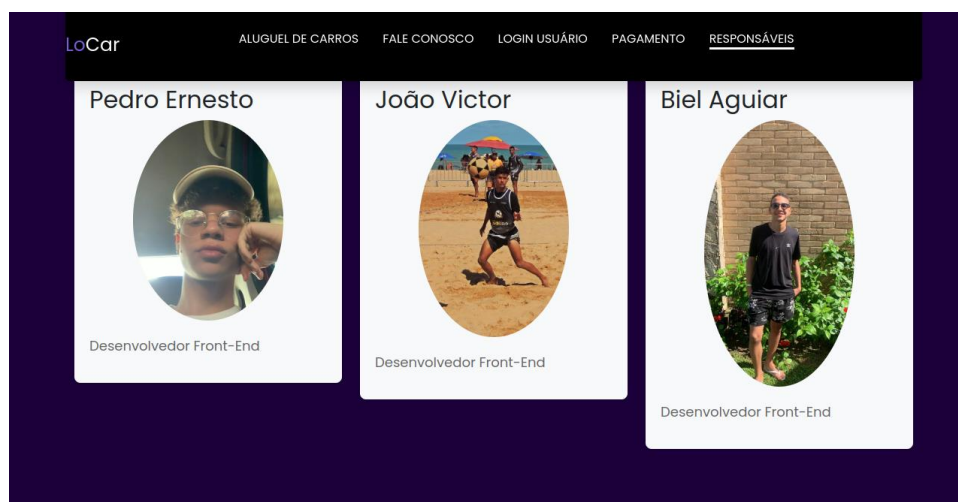 LoCar
ALUGUEL DE CARROS FALE CONOSCO LOGIN USUÁRIO PAGAMENTO RESPONSÁVEIS
Pedro Ernesto
Desenvolvedor Front-End
João Victor
Desenvolvedor Front-End
Biel Aguiar
Desenvolvedor Front-End